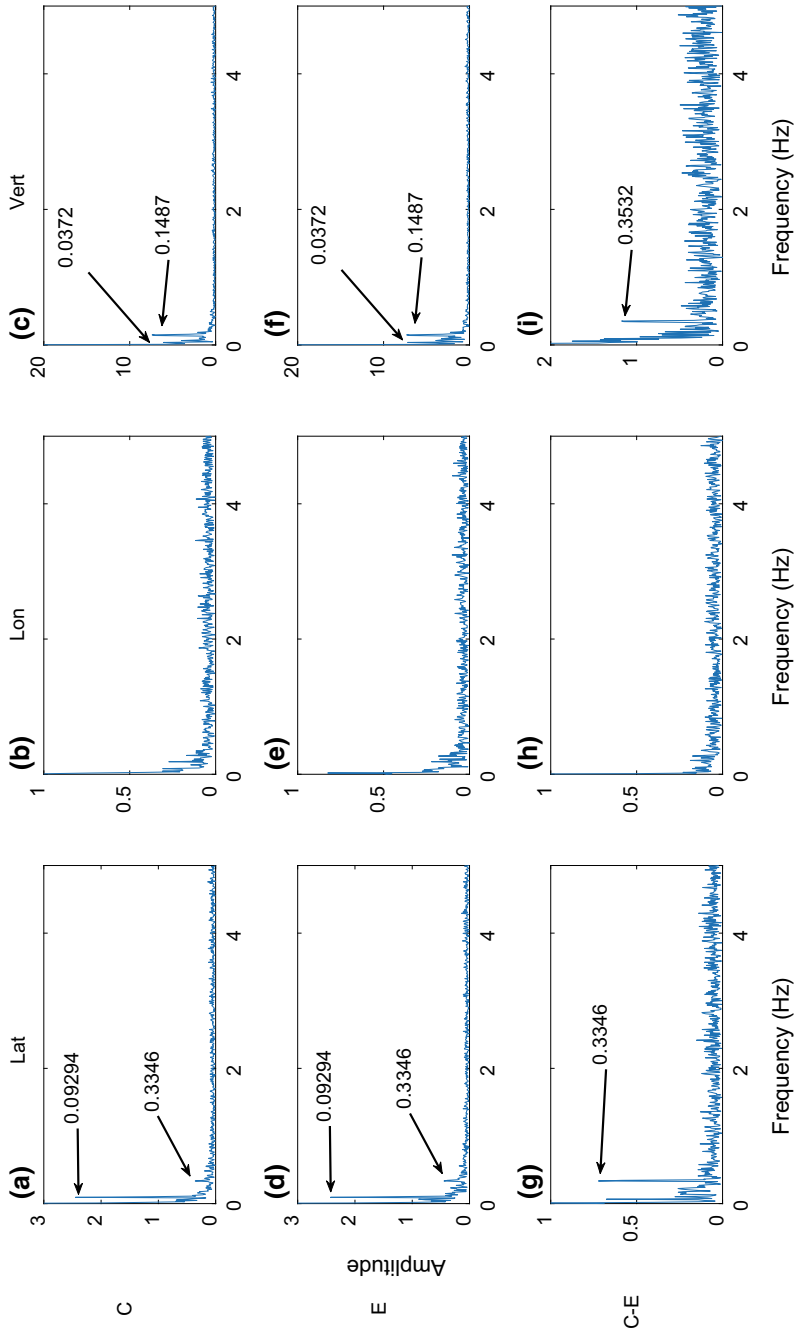 Lat Lon Vert
(a) (b) (c)
C
3 2 1 0
0.09294
0.3346
0 2 4
1 0.5 0
0 2 4
20 10 0
0.0372
0.1487
0 2 4
(d) (e) (f)
E
Amplitude
3 2 1 0
0.09294
0.3346
0 2 4
1 0.5 0
0 2 4
20 10 0
0.0372
0.1487
0 2 4
(g) (h) (i)
C-E
1 0.5 0
0.3346
0 2 4
Frequency (Hz)
1 0.5 0
0 2 4
Frequency (Hz)
2 1 0
0.3532
0 2 4
Frequency (Hz)